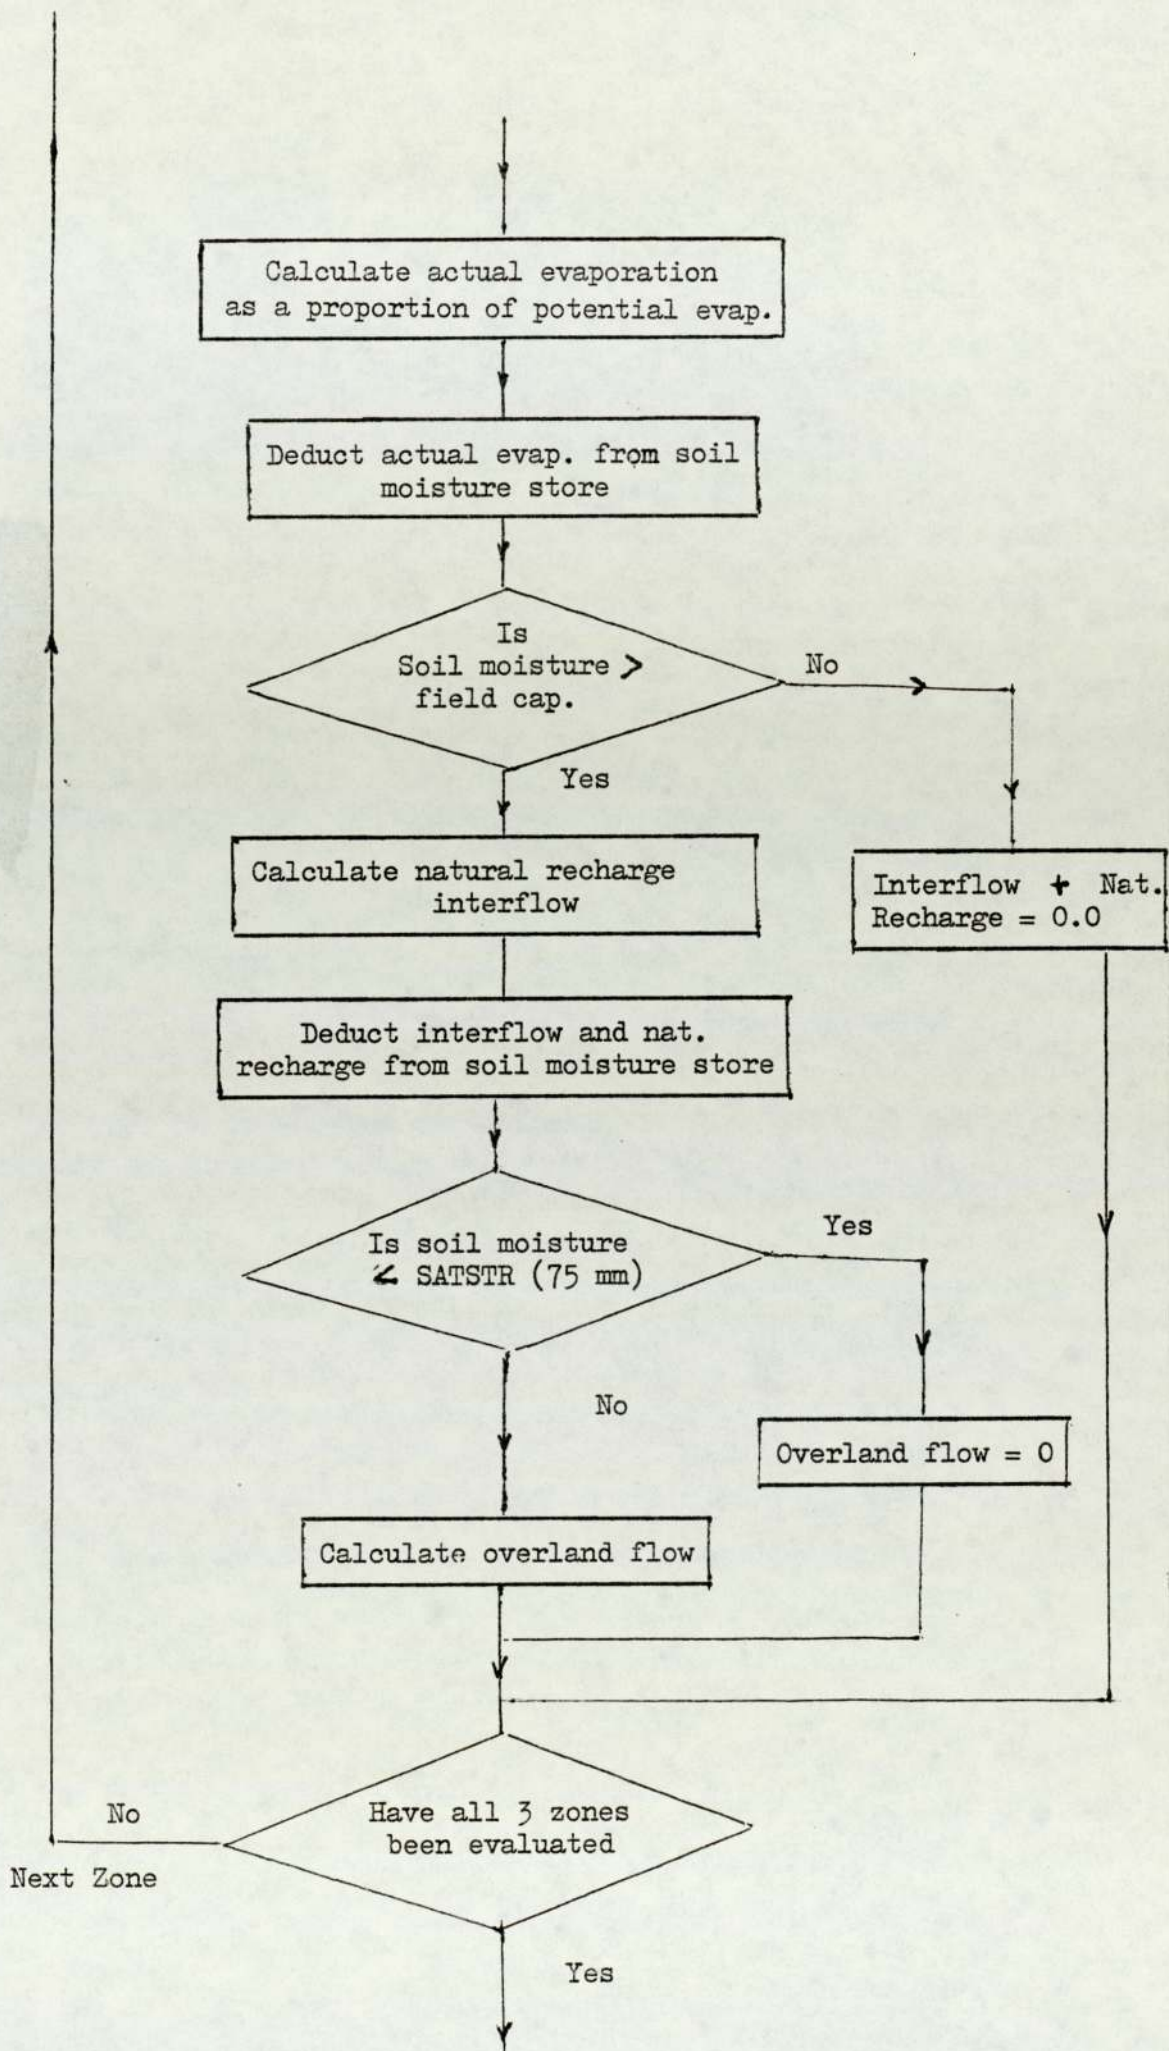 Calculate actual evaporation
as a proportion of potential evap.
Deduct actual evap. from soil
moisture store
Is
Soil moisture >
field cap.
No
Yes
Calculate natural recharge
interflow
Interflow + Nat.
Recharge = 0.0
Deduct interflow and nat.
recharge from soil moisture store
Is soil moisture
< SATSTR (75 mm)
Yes
No
Overland flow = 0
Calculate overland flow
Have all 3 zones
been evaluated
No
Next Zone
Yes